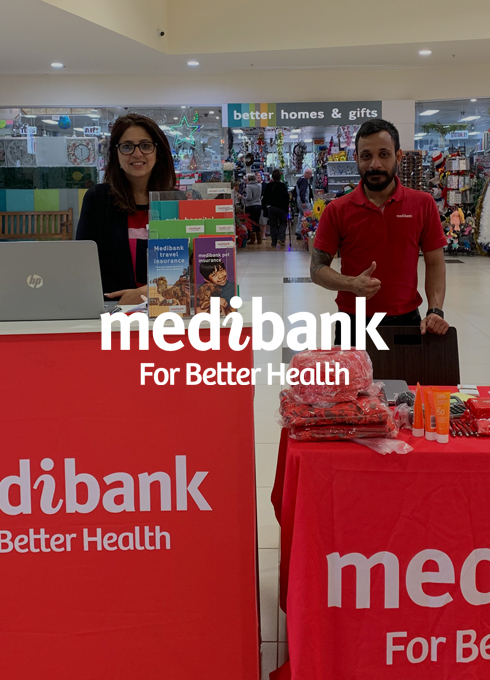 better homes & gifts
medibank
hp
medibank
travel
insurance
medibank pet
medibank
For Better Health
dibank
Better Health
med
For Be